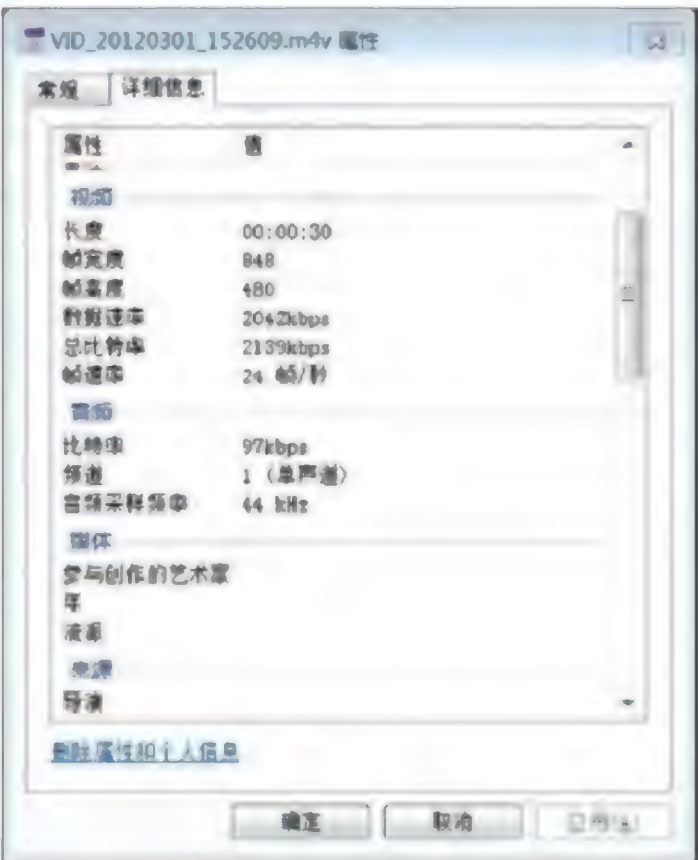 VID_20120301_152609.m4v 属性
常规 详细信息
属性 值
视频
长度 00:00:30
帧宽度 848
帧高度 480
数据速率 2042kbps
总比特率 2139kbps
帧速率 24 帧/秒
音频
比特率 97kbps
频道 1 (单声道)
音频采样频率 44 kHz
媒体
参与创作的艺术家
年
流派
来源
导演
删除属性和个人信息
确定 取消 应用(A)